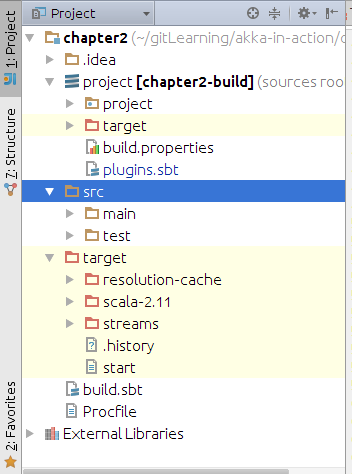 1: Project
Z: Structure
2: Favorites
Project
chapter2 (~/gitLearning/akka-in-action/
.idea
project [chapter2-build] (sources roo
project
target
build.properties
plugins.sbt
src
main
test
target
resolution-cache
scala-2.11
streams
.history
start
build.sbt
Procfile
External Libraries